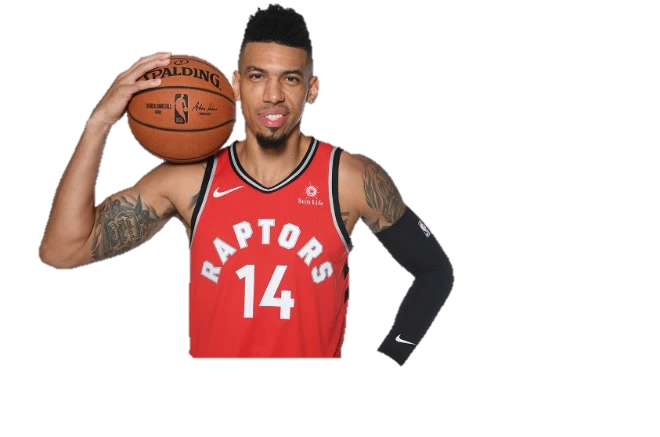 SPALDING
Sun Life
RAPTORS
14